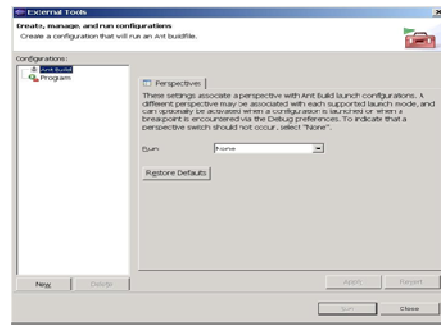 External Tools
Create, manage, and run configurations
Create a configuration that will run an Ant buildfile.
Configurations:
Ant Build
Program
Perspectives
These settings associate a perspective with Ant Build launch configurations. A
different perspective may be associated with each supported launch mode, and
can optionally be activated when a configuration is launched or when a
breakpoint is encountered via the Debug preferences. To indicate that a
perspective switch should not occur, select "None".
Run:
None
Restore Defaults
New
Delete
Apply
Revert
Run
Close